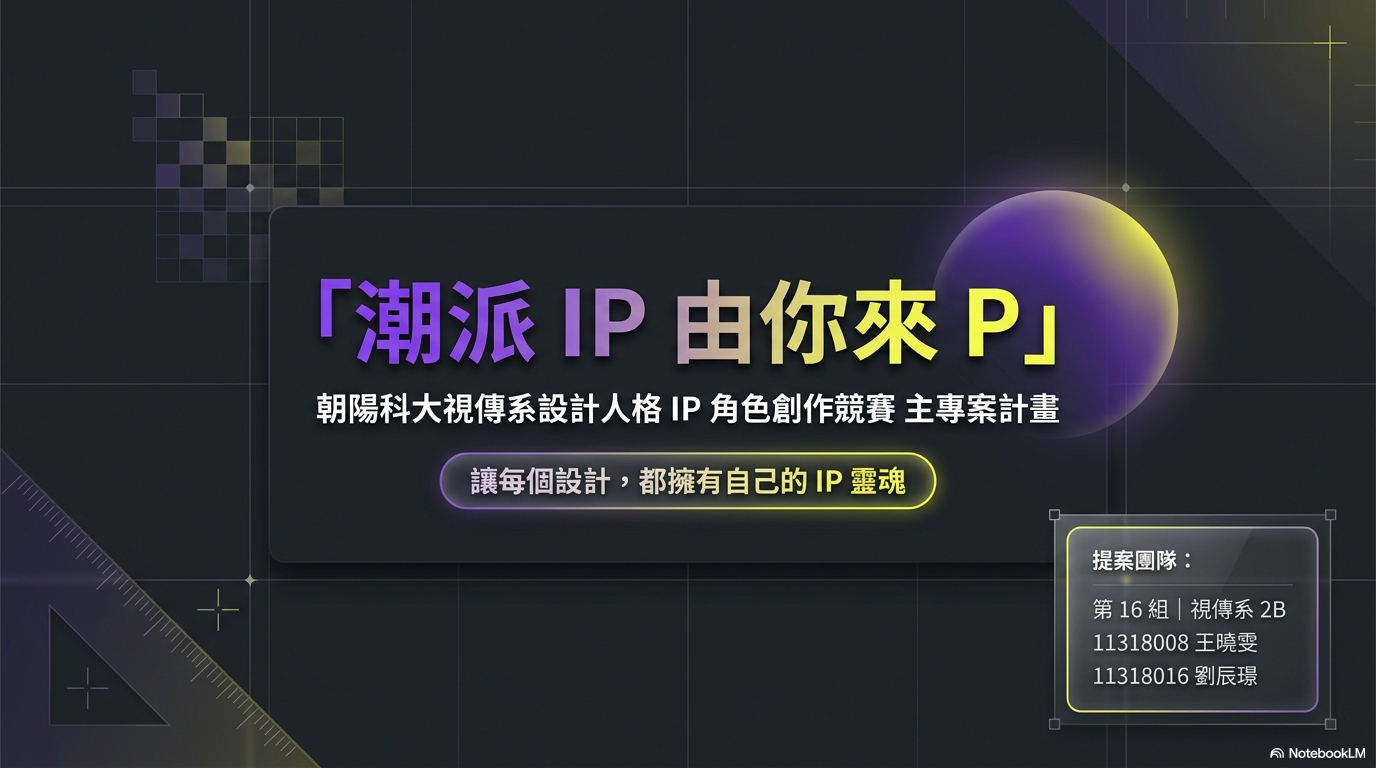 「潮派 IP 由你來 P」
朝陽科大視傳系設計人格 IP 角色創作競賽 主專案計畫
讓每個設計，都擁有自己的 IP 靈魂
提案團隊：
第 16 組｜視傳系 2B
11318008 王曉雯
11318016 劉辰璟
NotebookLM